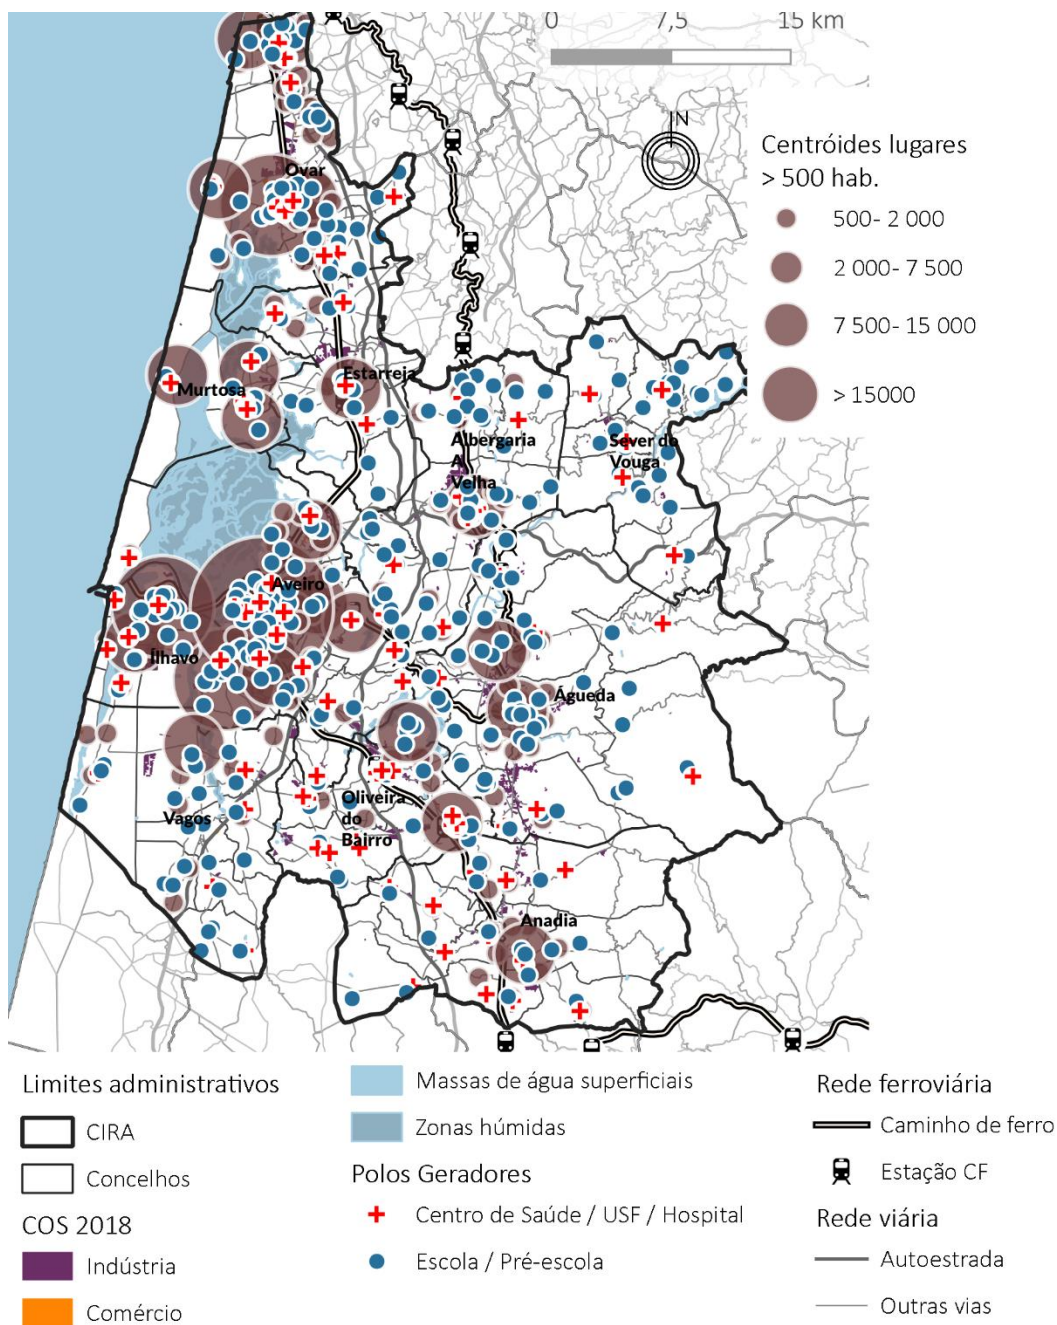 0 7,5 15 km
N
Centróides lugares
> 500 hab.
500- 2 000
2 000- 7 500
7 500- 15 000
> 15000
Ovar
Estarreja
Murtosa
Albergaria
A
Velha
Sever do
Vouga
Aveiro
Ílhavo
Águeda
Oliveira
do
Bairro
Vagos
Anadia
Limites administrativos
CIRA
Concelhos
COS 2018
Indústria
Comércio
Massas de água superficiais
Zonas húmidas
Polos Geradores
Centro de Saúde / USF / Hospital
Escola / Pré-escola
Rede ferroviária
Caminho de ferro
Estação CF
Rede viária
Autoestrada
Outras vias